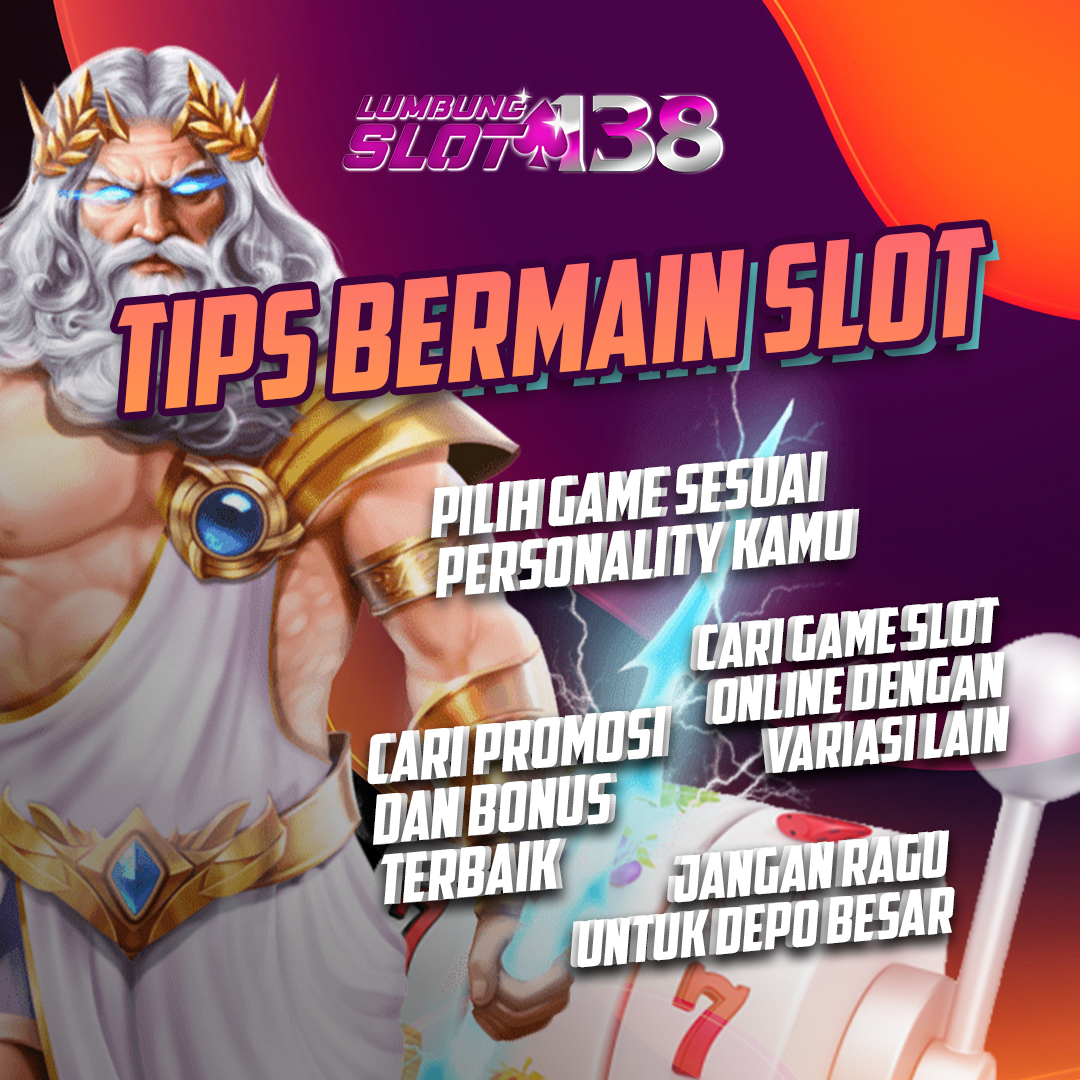 LUMBUNG
SLOT 138
TIPS BERMAIN SLOT
PILIH GAME SESUAI
PERSONALITY KAMU
CARI GAME SLOT
ONLINE DENGAN
VARIASI LAIN
CARI PROMOSI
DAN BONUS
TERBAIK
JANGAN RAGU
UNTUK DEPO BESAR
7